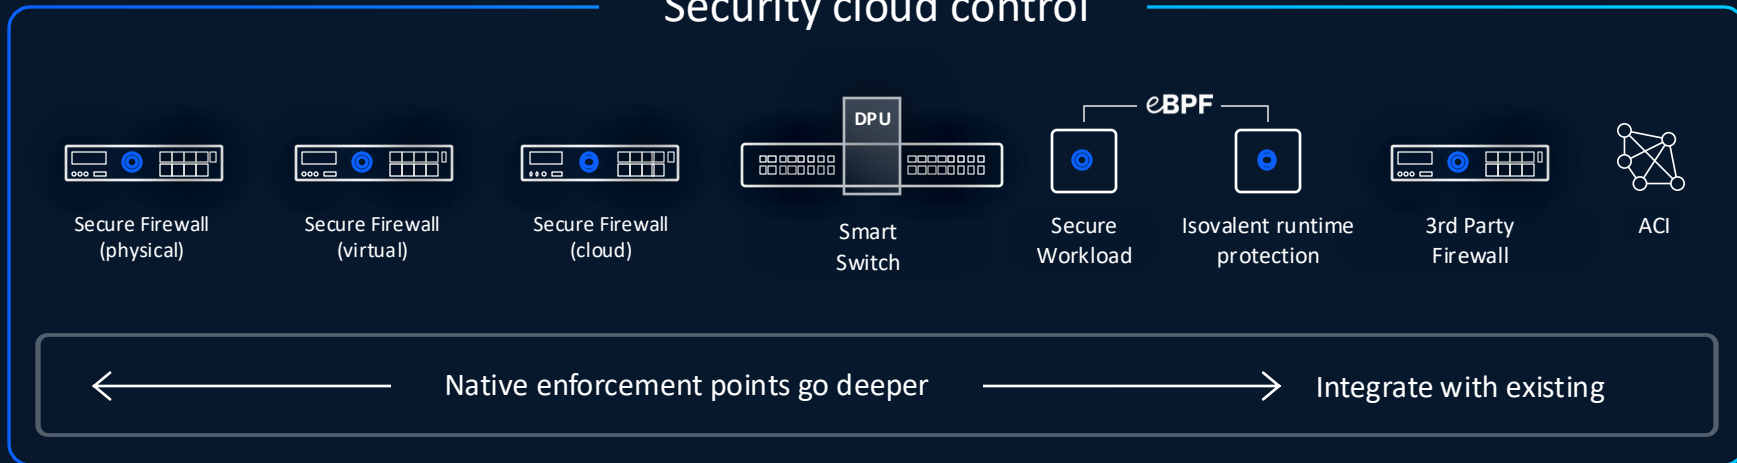 Security cloud control
DPU
eBPF
Secure Firewall
(physical)
Secure Firewall
(virtual)
Secure Firewall
(cloud)
Smart
Switch
Secure
Workload
Isovalent runtime
protection
3rd Party
Firewall
ACI
Native enforcement points go deeper
Integrate with existing